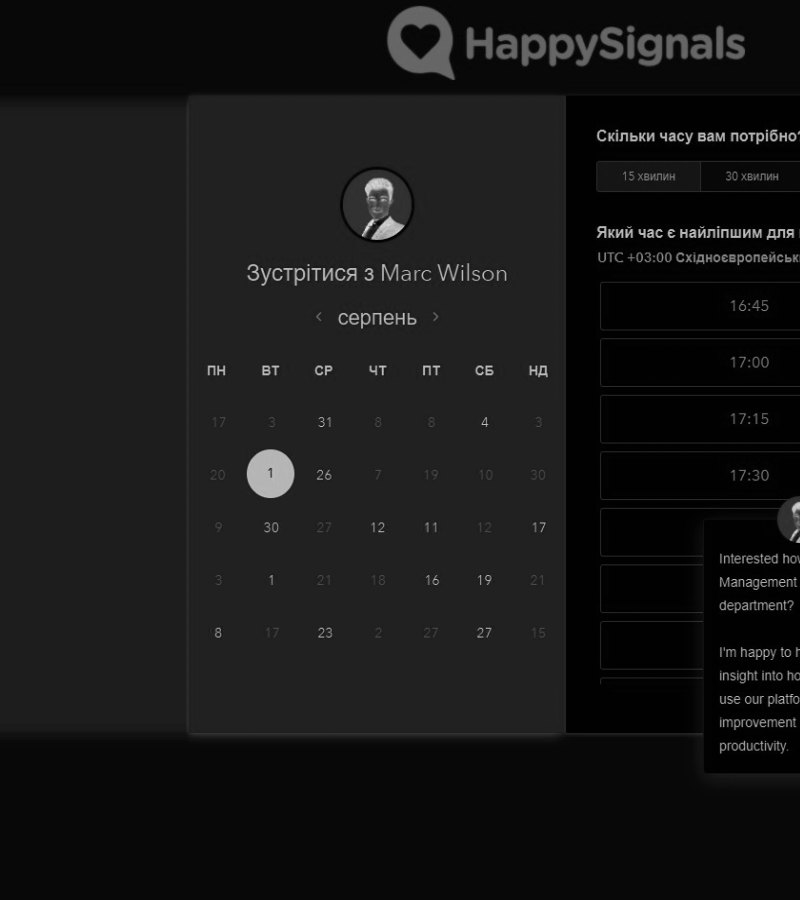 HappySignals
Зустрітися з Marc Wilson
серпень
ПН ВТ СР ЧТ ПТ СБ НД
17 3 31 8 8 4 3
20 1 26 7 19 10 30
9 30 27 12 11 12 17
3 1 21 18 16 19 21
8 17 23 2 27 27 15
Скільки часу вам потрібно?
15 хвилин 30 хвилин
Який час є найліпшим для
UTC +03:00 Східноєвропейськ
16:45
17:00
17:15
17:30
Interested how
Management
department?
I'm happy to h
insight into ho
use our platfo
improvement
productivity.